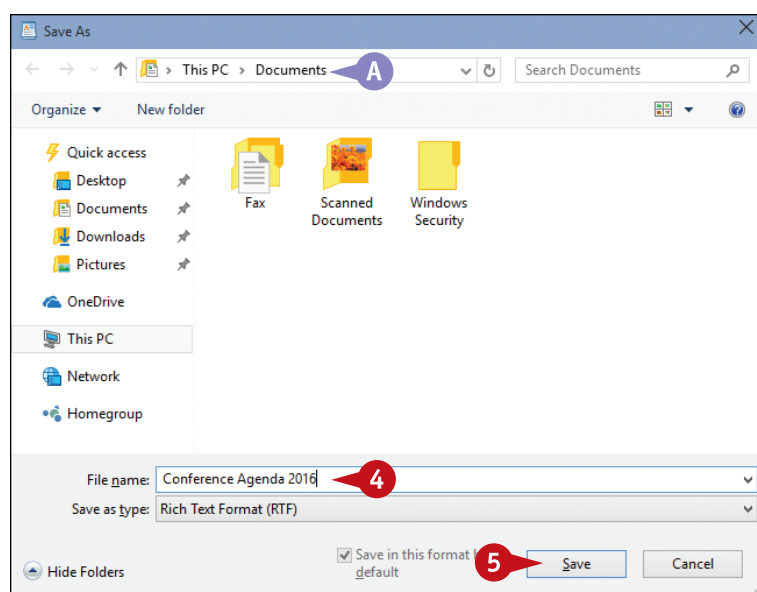 Save As
This PC > Documents
A
Search Documents
Organize
New folder
Quick access
Desktop
Documents
Downloads
Pictures
OneDrive
This PC
Network
Homegroup
Fax
Scanned
Documents
Windows
Security
File name: Conference Agenda 2016
4
Save as type: Rich Text Format (RTF)
Hide Folders
Save in this format
default
5
Save
Cancel